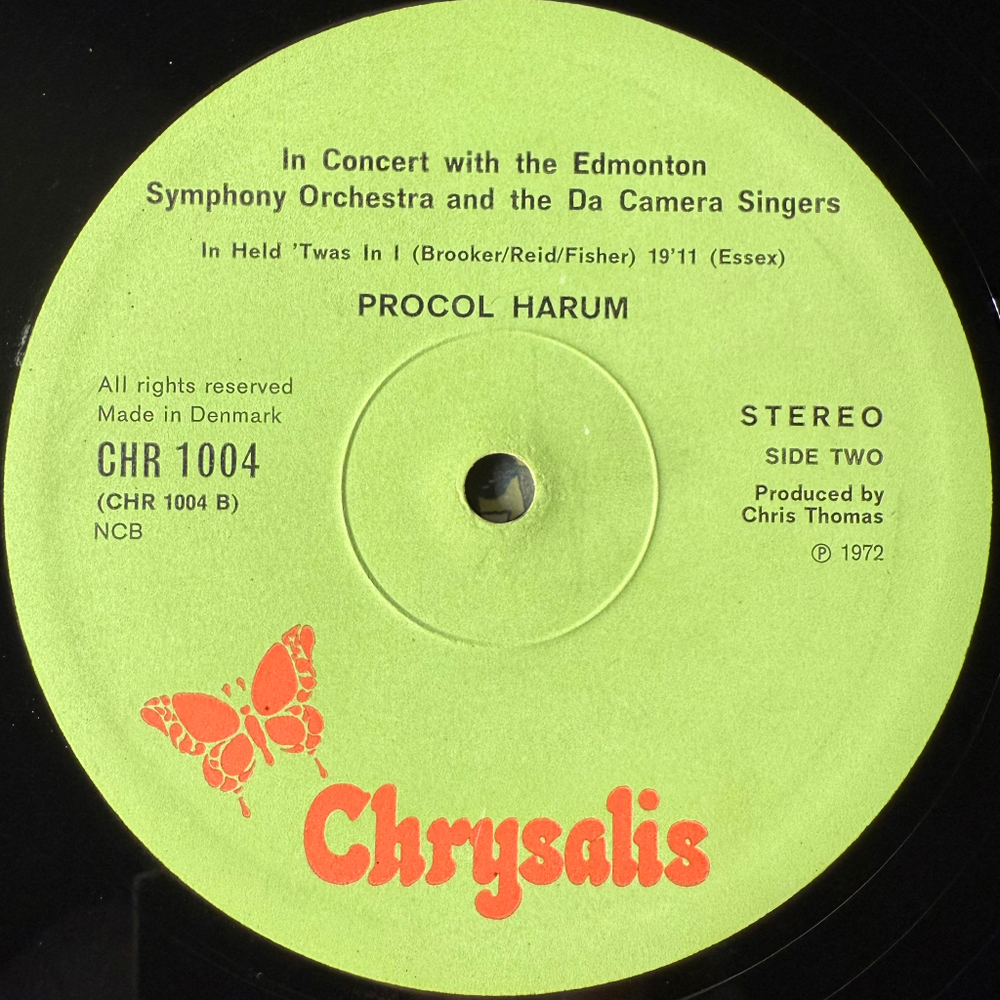 In Concert with the Edmonton
Symphony Orchestra and the Da Camera Singers
In Held 'Twas In I (Brooker/Reid/Fisher) 19'11 (Essex)
PROCOL HARUM
All rights reserved
Made in Denmark
CHR 1004
(CHR 1004 B)
NCB
STEREO
SIDE TWO
Produced by
Chris Thomas
℗ 1972
Chrysalis